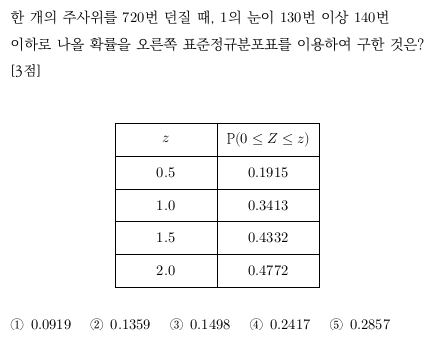 한 개의 주사위를 720번 던질 때, 1의 눈이 130번 이상 140번
이하로 나올 확률을 오른쪽 표준정규분포표를 이용하여 구한 것은?
[3점]
z P(0 ≤ Z ≤ z)
0.5 0.1915
1.0 0.3413
1.5 0.4332
2.0 0.4772
① 0.0919 ② 0.1359 ③ 0.1498 ④ 0.2417 ⑤ 0.2857